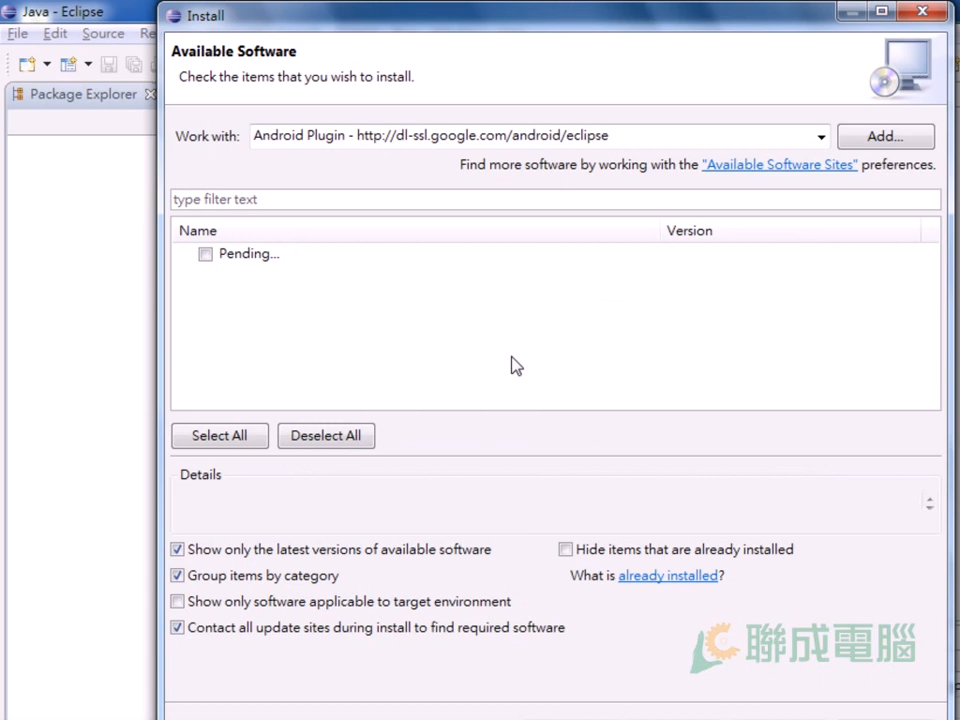 Java - Eclipse
File Edit Source Re
Package Explorer
Install
Available Software
Check the items that you wish to install.
Work with: Android Plugin - http://dl-ssl.google.com/android/eclipse Add...
Find more software by working with the "Available Software Sites" preferences.
type filter text
Name Version
Pending...
Select All Deselect All
Details
Show only the latest versions of available software Hide items that are already installed
Group items by category What is already installed?
Show only software applicable to target environment
Contact all update sites during install to find required software
聯成電腦